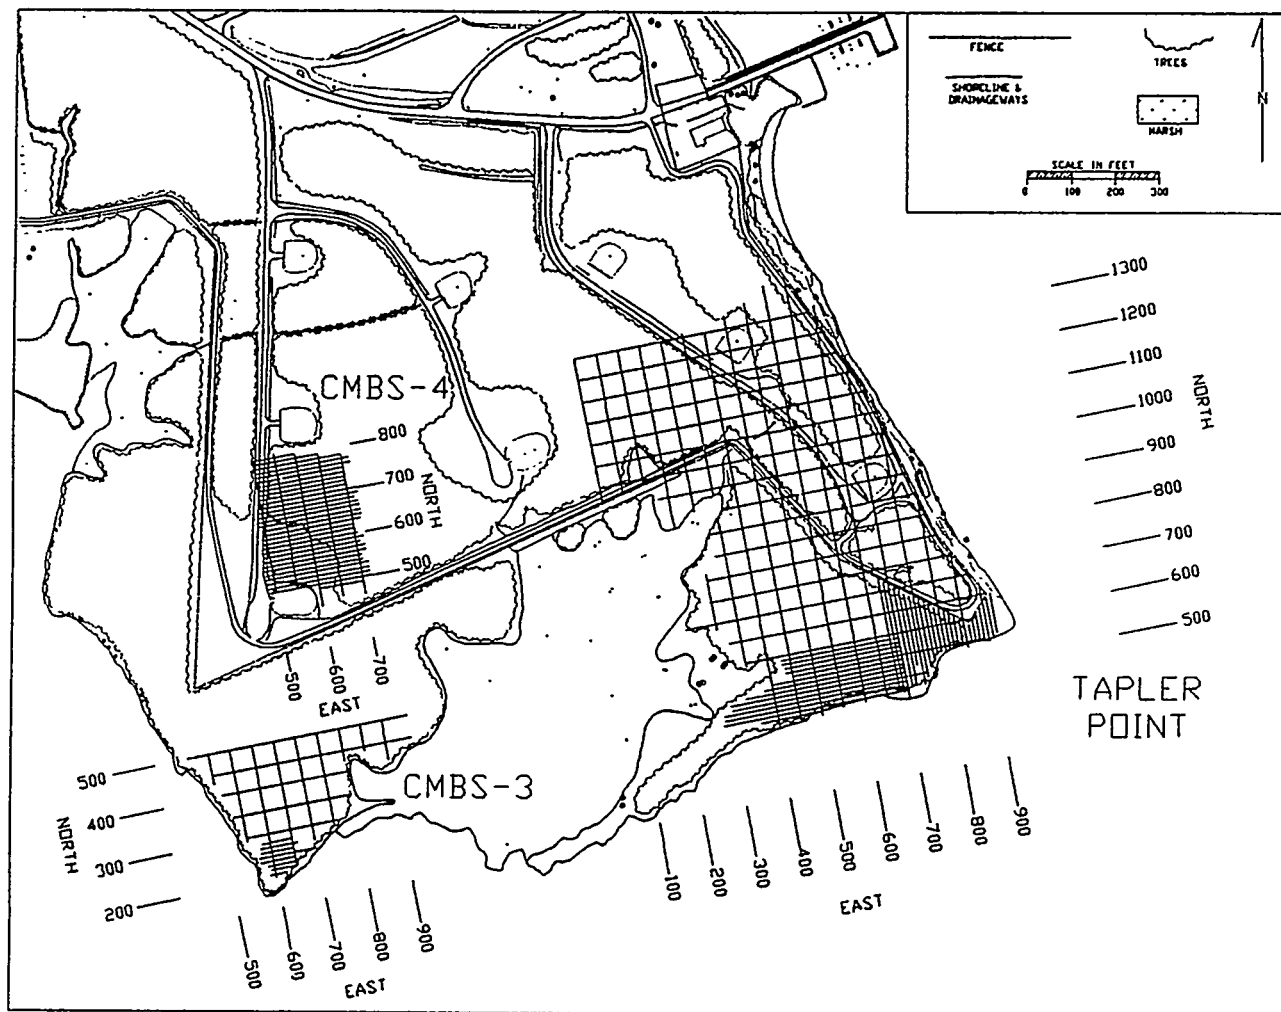 FENCE
TREES
SHORELINE &
DRAINAGEWAYS
MARSH
N
SCALE IN FEET
0 100 200 300
1300
1200
1100
1000
900
800
700
600
500
NORTH
CMBS-4
800
700
600
500
NORTH
500
600
700
EAST
TAPLER
POINT
CMBS-3
500
400
300
200
NORTH
500
600
700
800
900
EAST
100
200
300
400
500
600
700
800
900
EAST